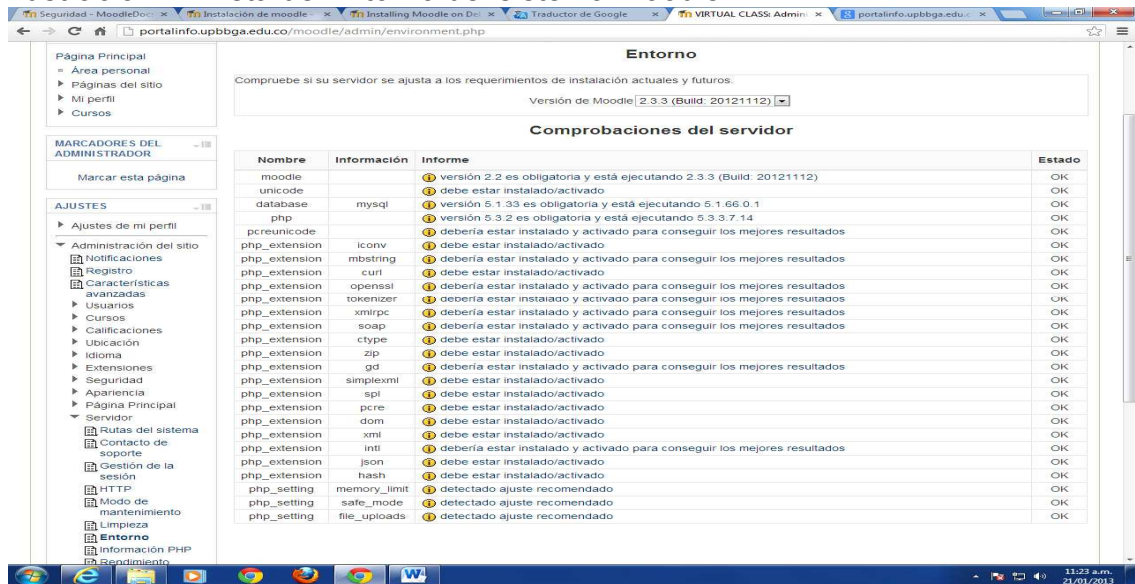 Seguridad - MoodleDoc
Instalación de moodle -
Installing Moodle on De
Traductor de Google
VIRTUAL CLASS: Admin
portalinfo.upbbga.edu.c
portalinfo.upbbga.edu.co/moodle/admin/environment.php
Página Principal
Área personal
Páginas del sitio
Mi perfil
Cursos
MARCADORES DEL
ADMINISTRADOR
Marcar esta página
AJUSTES
Ajustes de mi perfil
Administración del sitio
Notificaciones
Registro
Características
avanzadas
Usuarios
Cursos
Calificaciones
Ubicación
Idioma
Extensiones
Seguridad
Apariencia
Página Principal
Servidor
Rutas del sistema
Contacto de
soporte
Gestión de la
sesión
HTTP
Modo de
mantenimiento
Limpieza
Entorno
Información PHP
Rendimiento
Entorno
Compruebe si su servidor se ajusta a los requerimientos de instalación actuales y futuros.
Versión de Moodle 2.3.3 (Build: 20121112)
Comprobaciones del servidor
Nombre Información Informe Estado
moodle versión 2.2 es obligatoria y está ejecutando 2.3.3 (Build: 20121112) OK
unicode debe estar instalado/activado OK
database mysql versión 5.1.33 es obligatoria y está ejecutando 5.1.66.0.1 OK
php versión 5.3.2 es obligatoria y está ejecutando 5.3.3.7.14 OK
pcreunicode debería estar instalado y activado para conseguir los mejores resultados OK
php_extension iconv debe estar instalado/activado OK
php_extension mbstring debería estar instalado y activado para conseguir los mejores resultados OK
php_extension curl debe estar instalado/activado OK
php_extension openssl debería estar instalado y activado para conseguir los mejores resultados OK
php_extension tokenizer debería estar instalado y activado para conseguir los mejores resultados OK
php_extension xmlrpc debería estar instalado y activado para conseguir los mejores resultados OK
php_extension soap debería estar instalado y activado para conseguir los mejores resultados OK
php_extension ctype debe estar instalado/activado OK
php_extension zip debe estar instalado/activado OK
php_extension gd debería estar instalado y activado para conseguir los mejores resultados OK
php_extension simplexml debe estar instalado/activado OK
php_extension spl debe estar instalado/activado OK
php_extension pcre debe estar instalado/activado OK
php_extension dom debe estar instalado/activado OK
php_extension xml debe estar instalado/activado OK
php_extension intl debería estar instalado y activado para conseguir los mejores resultados OK
php_extension json debe estar instalado/activado OK
php_extension hash debe estar instalado/activado OK
php_setting memory_limit detectado ajuste recomendado OK
php_setting safe_mode detectado ajuste recomendado OK
php_setting file_uploads detectado ajuste recomendado OK
11:23 a.m.
21/01/2013